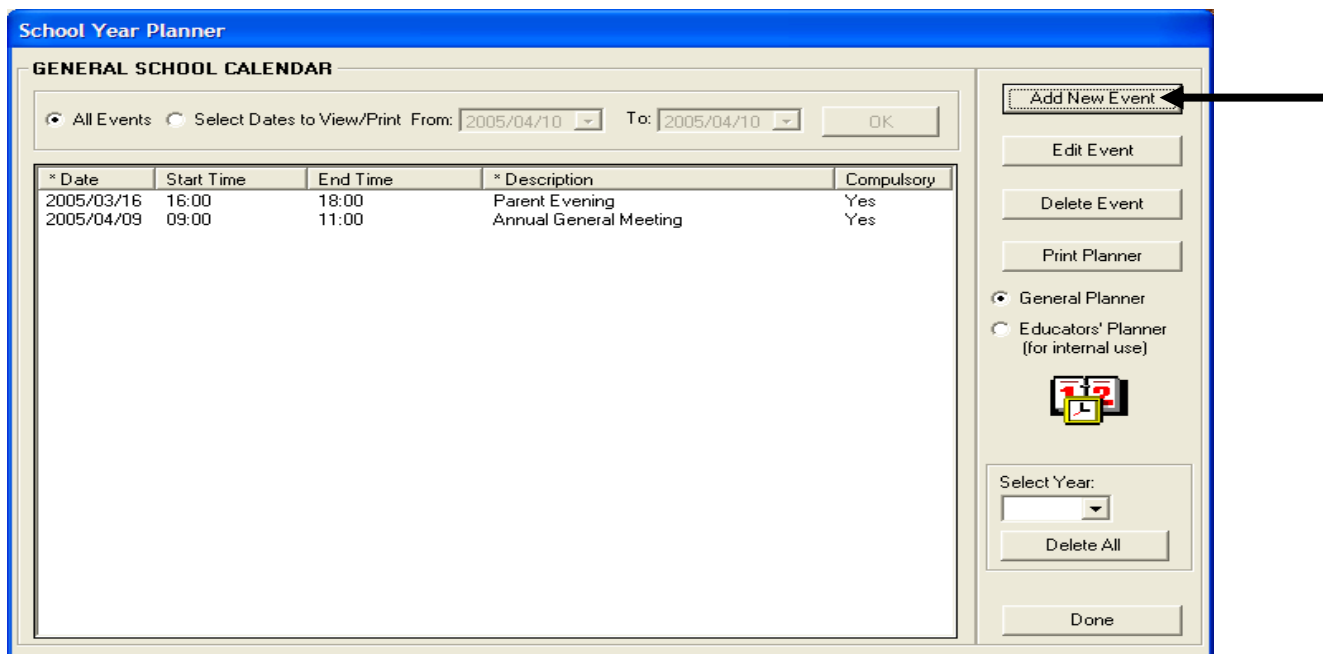 School Year Planner
GENERAL SCHOOL CALENDAR
All Events Select Dates to View/Print From: 2005/04/10 To: 2005/04/10 OK
* Date Start Time End Time * Description Compulsory
2005/03/16 16:00 18:00 Parent Evening Yes
2005/04/09 09:00 11:00 Annual General Meeting Yes
Add New Event
Edit Event
Delete Event
Print Planner
General Planner
Educators' Planner
(for internal use)
1 2
Select Year:
Delete All
Done